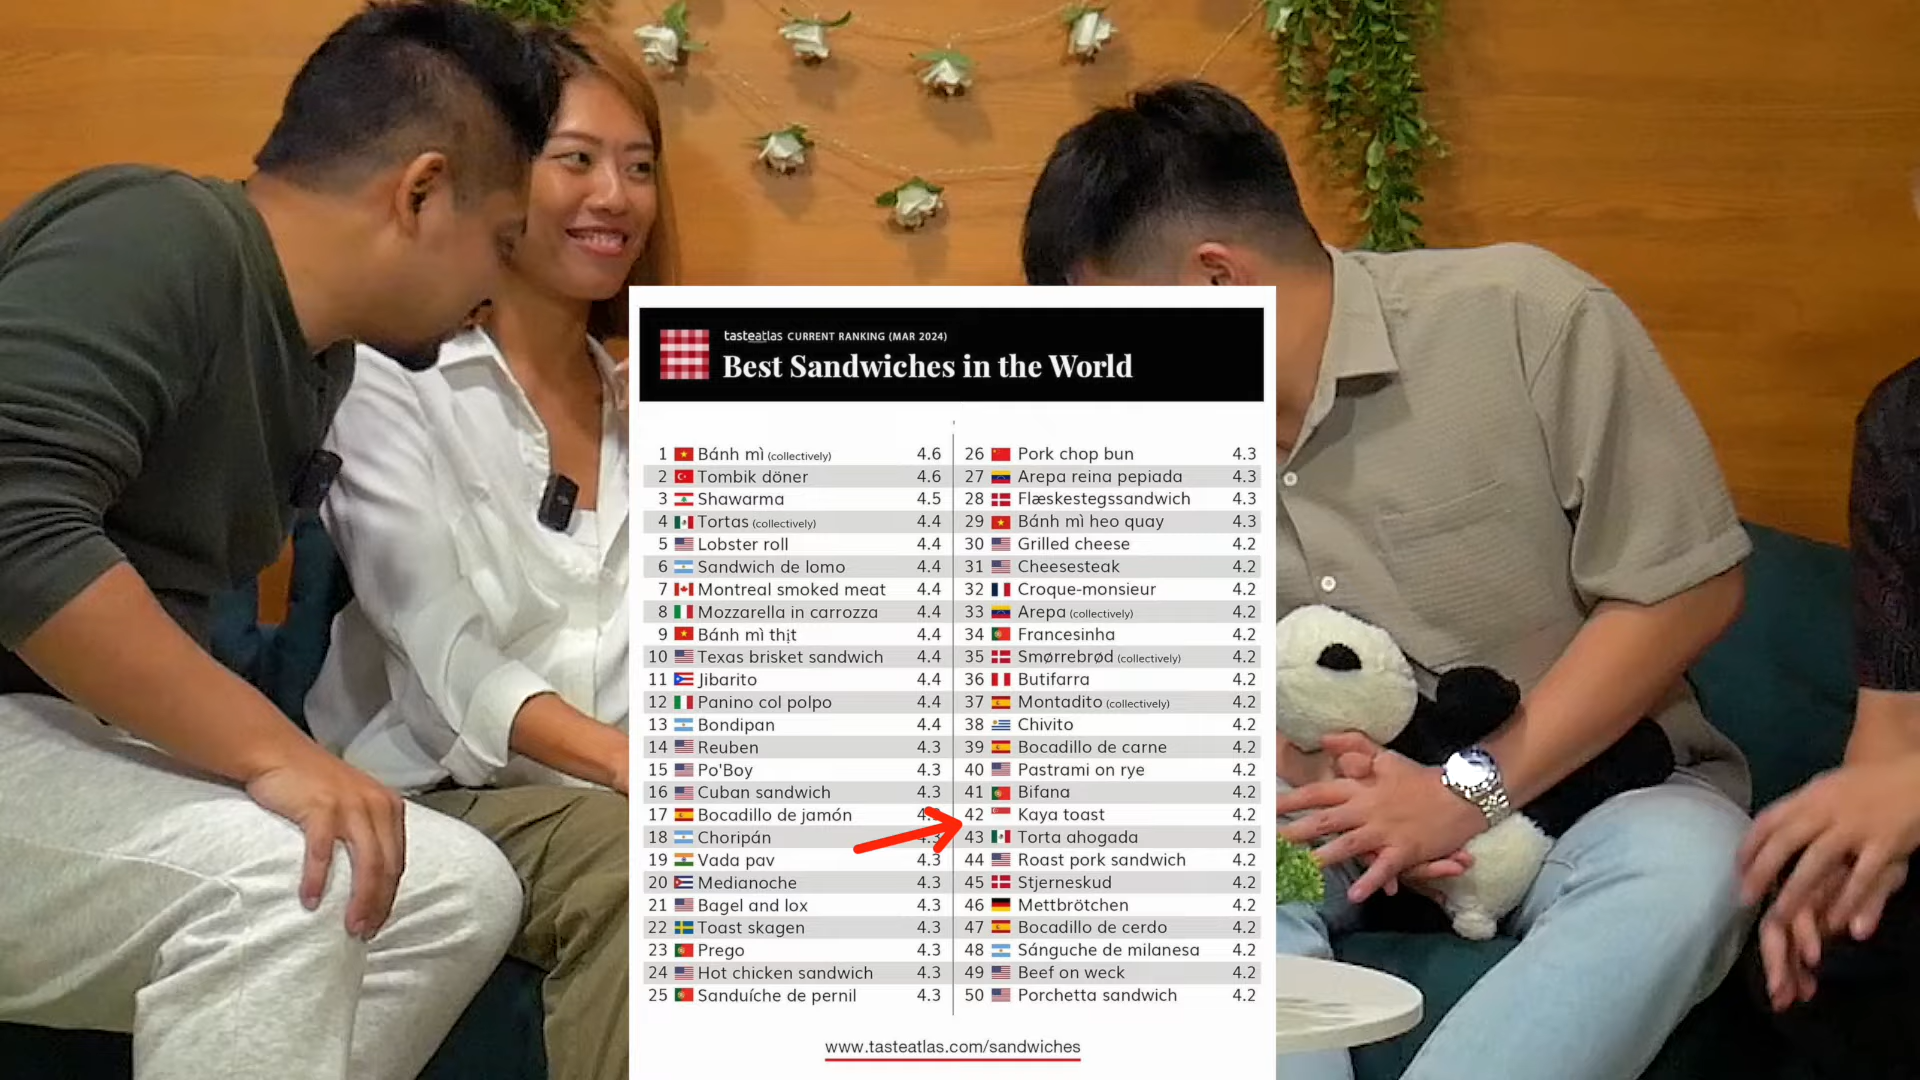 tasteatlas CURRENT RANKING (MAR 2024)
Best Sandwiches in the World
1 Bánh mì (collectively) 4.6
2 Tombik döner 4.6
3 Shawarma 4.5
4 Tortas (collectively) 4.4
5 Lobster roll 4.4
6 Sandwich de lomo 4.4
7 Montreal smoked meat 4.4
8 Mozzarella in carrozza 4.4
9 Bánh mì thịt 4.4
10 Texas brisket sandwich 4.4
11 Jibarito 4.4
12 Panino col polpo 4.4
13 Bondipan 4.4
14 Reuben 4.3
15 Po'Boy 4.3
16 Cuban sandwich 4.3
17 Bocadillo de jamón
18 Choripán 4.3
19 Vada pav 4.3
20 Medianoche 4.3
21 Bagel and lox 4.3
22 Toast skagen 4.3
23 Prego 4.3
24 Hot chicken sandwich 4.3
25 Sanduíche de pernil 4.3
26 Pork chop bun 4.3
27 Arepa reina pepiada 4.3
28 Flæskestegssandwich 4.3
29 Bánh mì heo quay 4.3
30 Grilled cheese 4.2
31 Cheesesteak 4.2
32 Croque-monsieur 4.2
33 Arepa (collectively) 4.2
34 Francesinha 4.2
35 Smørrebrød (collectively) 4.2
36 Butifarra 4.2
37 Montadito (collectively) 4.2
38 Chivito 4.2
39 Bocadillo de carne 4.2
40 Pastrami on rye 4.2
41 Bifana 4.2
42 Kaya toast 4.2
43 Torta ahogada 4.2
44 Roast pork sandwich 4.2
45 Stjerneskud 4.2
46 Mettbrötchen 4.2
47 Bocadillo de cerdo 4.2
48 Sánguche de milanesa 4.2
49 Beef on weck 4.2
50 Porchetta sandwich 4.2
www.tasteatlas.com/sandwiches